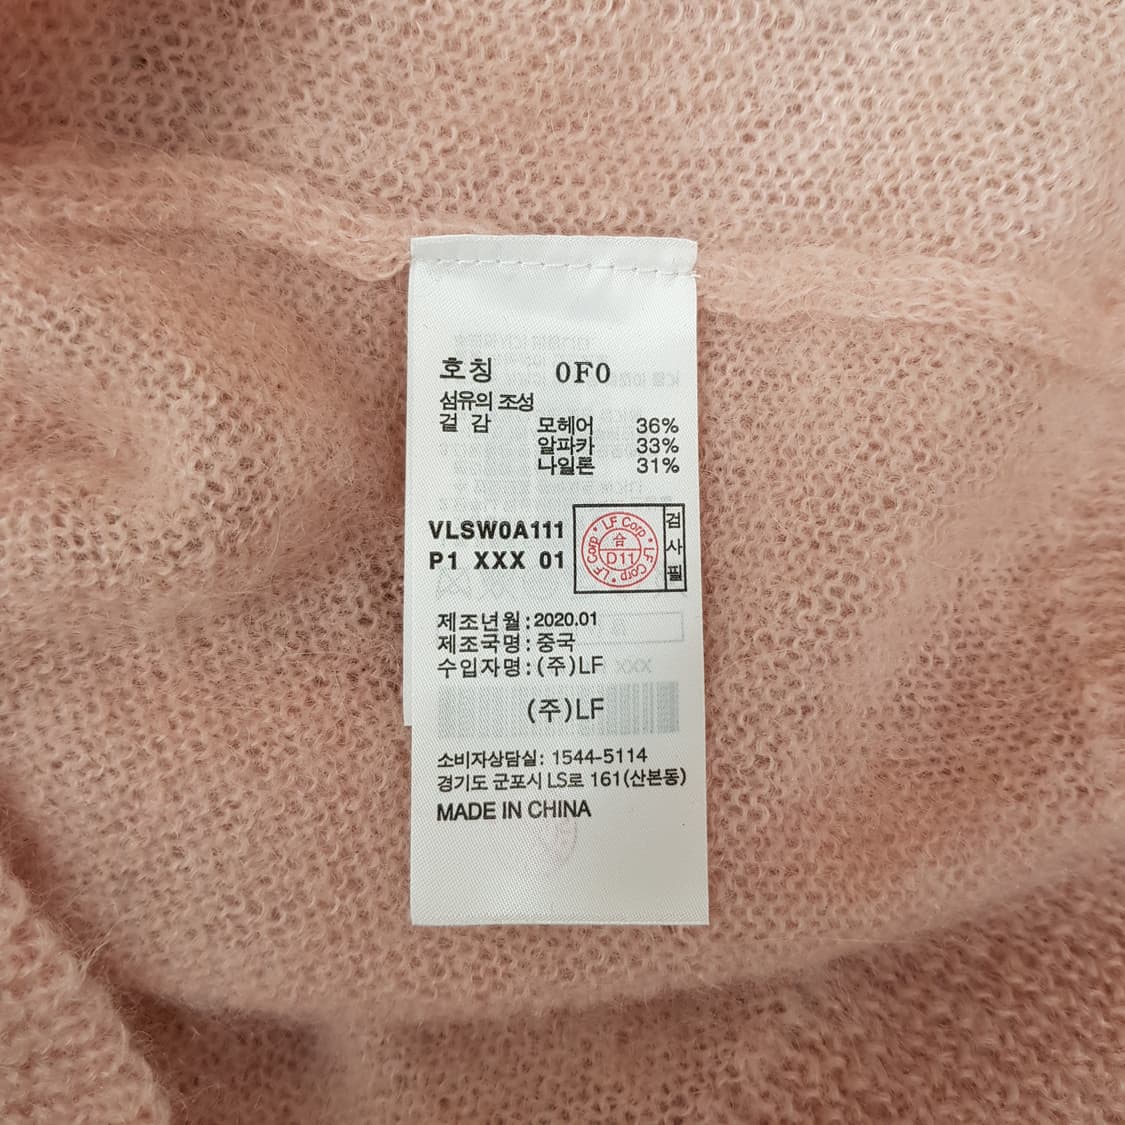 호칭 0F0
섬유의 조성
겉 감 모헤어 36%
알파카 33%
나일론 31%
VLSW0A111
P1 XXX 01
LF Corp • LF Corp • LF Corp •
合
D11
검사필
제조년월:2020.01
제조국명:중국
수입자명:(주)LF
(주)LF
소비자상담실: 1544-5114
경기도 군포시 LS로 161(산본동)
MADE IN CHINA